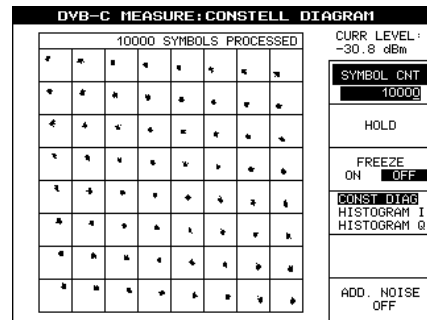 DVB-C MEASURE:CONSTELL DIAGRAM
10000 SYMBOLS PROCESSED
CURR LEVEL:
-30.8 dBm
SYMBOL CNT
10000
HOLD
FREEZE
ON OFF
CONST DIAG
HISTOGRAM I
HISTOGRAM Q
ADD. NOISE
OFF